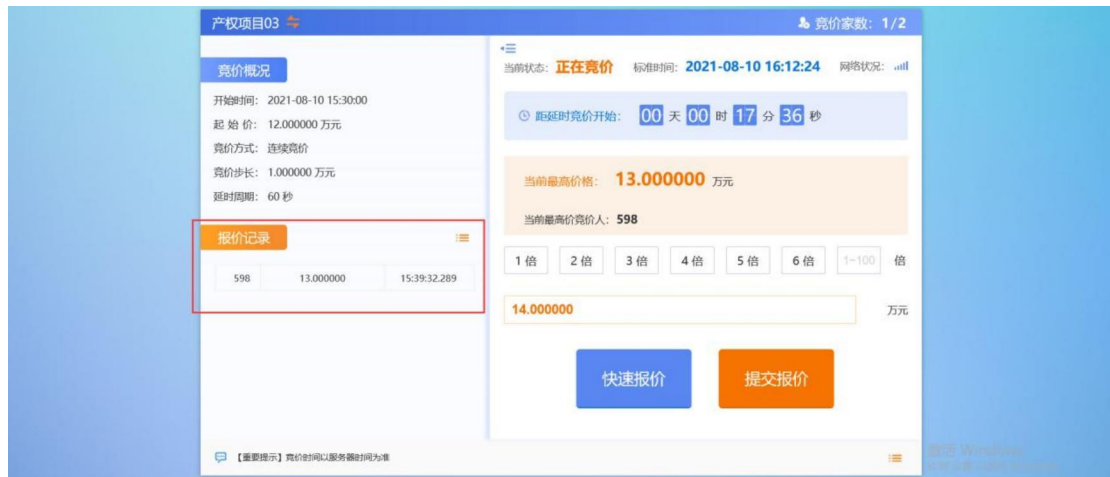 产权项目03
竞价家数：1/2
竞价概况
开始时间： 2021-08-10 15:30:00
起 始 价： 12.000000 万元
竞价方式： 连续竞价
竞价步长： 1.000000 万元
延时周期： 60 秒
报价记录
598 13.000000 15:39:32.289
当前状态：正在竞价 标准时间：2021-08-10 16:12:24 网络状况：
距延时竞价开始： 00 天 00 时 17 分 36 秒
当前最高价格： 13.000000 万元
当前最高价竞价人：598
1 倍 2 倍 3 倍 4 倍 5 倍 6 倍 1~100 倍
14.000000 万元
快速报价 提交报价
【重要提示】竞价时间以服务器时间为准
激活 Windows